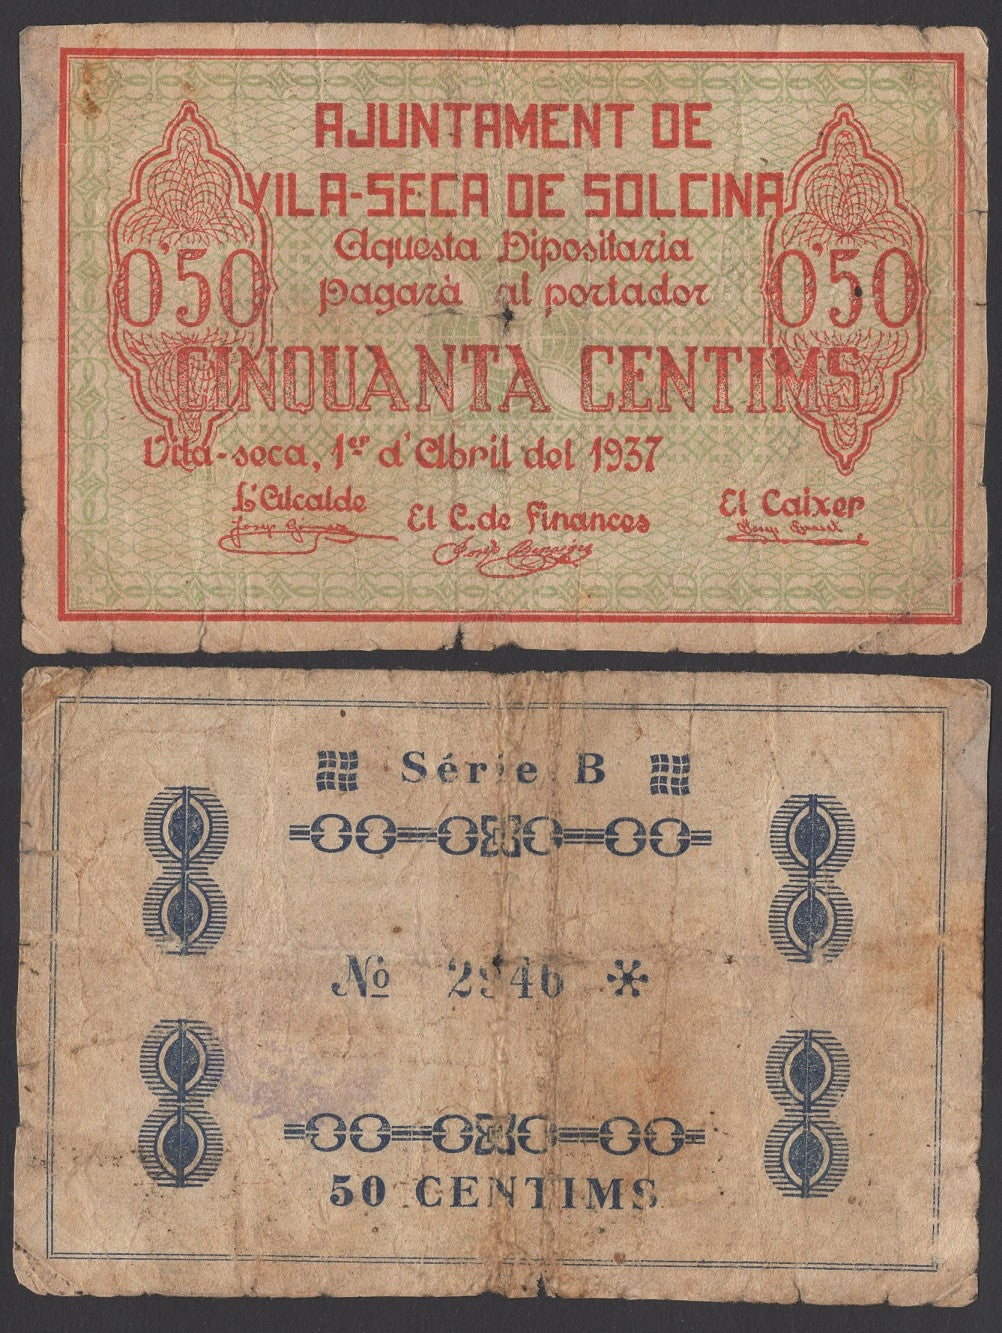 AJUNTAMENT DE
VILA-SECA DE SOLCINA
Aquesta Dipositaria
pagarà al portador
0'50 0'50
CINQUANTA CENTIMS
Vila-seca, 1er d'Abril del 1937
L'Alcalde El C. de Finances El Caixer
Josep
Série B
No 2946 *
50 CENTIMS